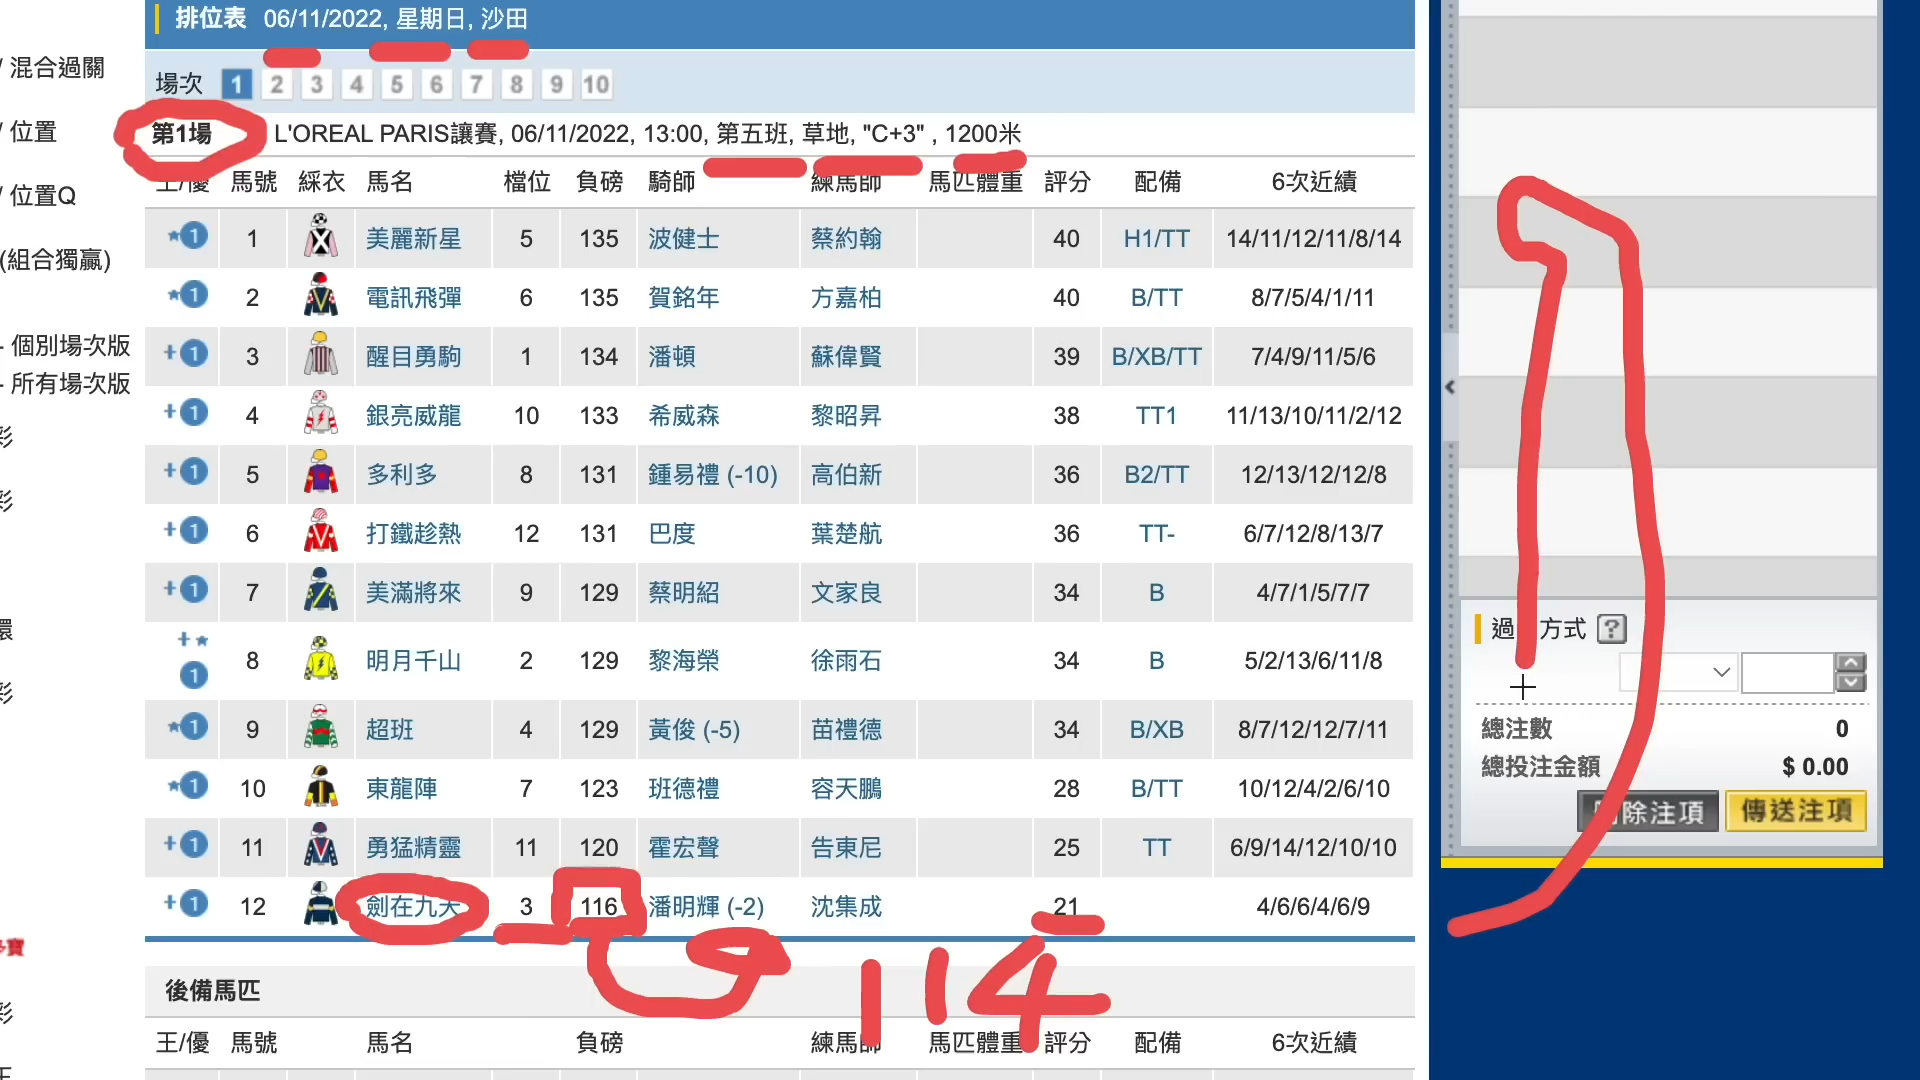 排位表 06/11/2022, 星期日, 沙田
/ 混合過關
/ 位置
/ 位置Q
(組合獨贏)
- 個別場次版
- 所有場次版
彩
彩
彩
彩
場次 1 2 3 4 5 6 7 8 9 10
第1場 L'OREAL PARIS讓賽, 06/11/2022, 13:00, 第五班, 草地, "C+3" , 1200米
王/優 馬號 綵衣 馬名 檔位 負磅 騎師 練馬師 馬匹體重 評分 配備 6次近績
+1 1 美麗新星 5 135 波健士 蔡約翰 40 H1/TT 14/11/12/11/8/14
★1 2 電訊飛彈 6 135 賀銘年 方嘉柏 40 B/TT 8/7/5/4/1/11
+1 3 醒目勇駒 1 134 潘頓 蘇偉賢 39 B/XB/TT 7/4/9/11/5/6
+1 4 銀亮威龍 10 133 希威森 黎昭昇 38 TT1 11/13/10/11/2/12
+1 5 多利多 8 131 鍾易禮 (-10) 高伯新 36 B2/TT 12/13/12/12/8
+1 6 打鐵趁熱 12 131 巴度 葉楚航 36 TT- 6/7/12/8/13/7
+1 7 美滿將來 9 129 蔡明紹 文家良 34 B 4/7/1/5/7/7
+★1 8 明月千山 2 129 黎海榮 徐雨石 34 B 5/2/13/6/11/8
★1 9 超班 4 129 黃俊 (-5) 苗禮德 34 B/XB 8/7/12/12/7/11
★1 10 東龍陣 7 123 班德禮 容天鵬 28 B/TT 10/12/4/2/6/10
+1 11 勇猛精靈 11 120 霍宏聲 告東尼 25 TT 6/9/14/12/10/10
+1 12 劍在九天 3 116 潘明輝 (-2) 沈集成 21 4/6/6/4/6/9
114
後備馬匹
王/優 馬號 馬名 負磅 練馬師 馬匹體重 評分 配備 6次近績
過 方式 ?
總注數 0
總投注金額 $ 0.00
除注項 傳送注項